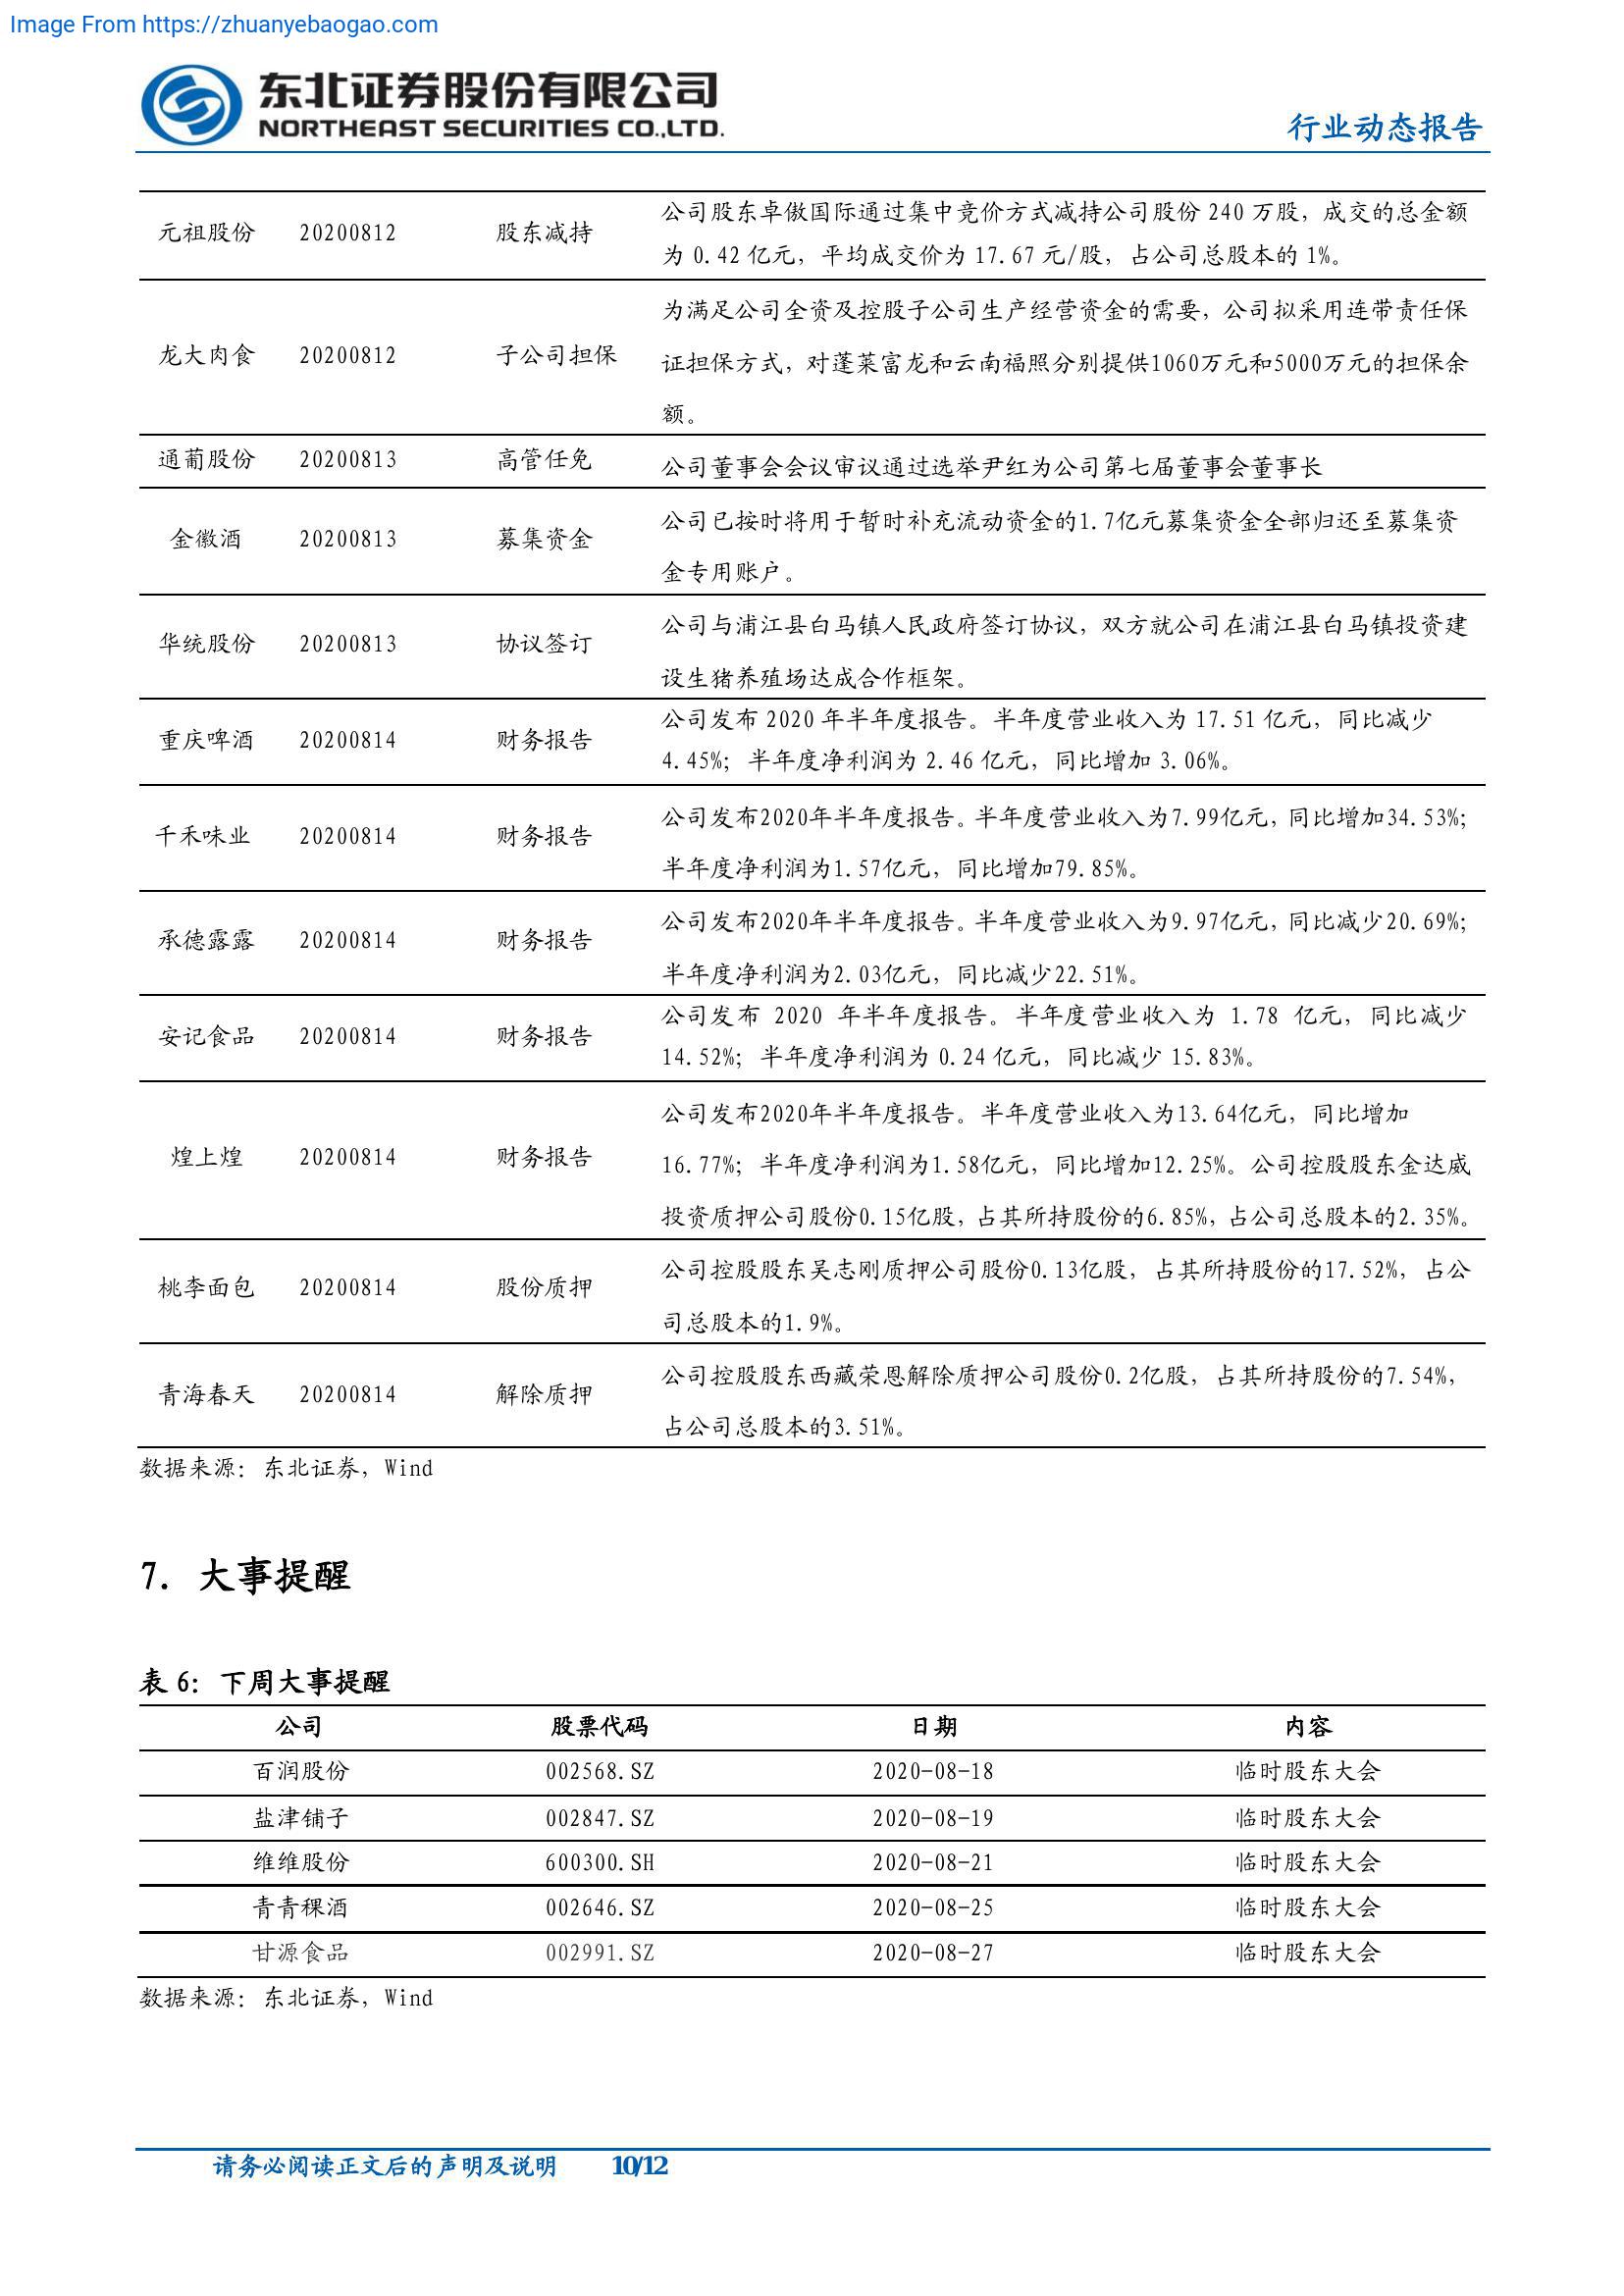 Image From https://zhuanyebaogao.com
东北证券股份有限公司
NORTHEAST SECURITIES CO.,LTD.
行业动态报告
元祖股份 20200812 股东减持 公司股东卓傲国际通过集中竞价方式减持公司股份 240 万股，成交的总金额
为 0.42 亿元，平均成交价为 17.67 元/股，占公司总股本的 1%。
龙大肉食 20200812 子公司担保 为满足公司全资及控股子公司生产经营资金的需要，公司拟采用连带责任保
证担保方式，对蓬莱富龙和云南福照分别提供1060万元和5000万元的担保余
额。
通葡股份 20200813 高管任免 公司董事会会议审议通过选举尹红为公司第七届董事会董事长
金徽酒 20200813 募集资金 公司已按时将用于暂时补充流动资金的1.7亿元募集资金全部归还至募集资
金专用账户。
华统股份 20200813 协议签订 公司与浦江县白马镇人民政府签订协议，双方就公司在浦江县白马镇投资建
设生猪养殖场达成合作框架。
重庆啤酒 20200814 财务报告 公司发布 2020 年半年度报告。半年度营业收入为 17.51 亿元，同比减少
4.45%；半年度净利润为 2.46 亿元，同比增加 3.06%。
千禾味业 20200814 财务报告 公司发布2020年半年度报告。半年度营业收入为7.99亿元，同比增加34.53%；
半年度净利润为1.57亿元，同比增加79.85%。
承德露露 20200814 财务报告 公司发布2020年半年度报告。半年度营业收入为9.97亿元，同比减少20.69%；
半年度净利润为2.03亿元，同比减少22.51%。
安记食品 20200814 财务报告 公司发布 2020 年半年度报告。半年度营业收入为 1.78 亿元，同比减少
14.52%；半年度净利润为 0.24 亿元，同比减少 15.83%。
煌上煌 20200814 财务报告 公司发布2020年半年度报告。半年度营业收入为13.64亿元，同比增加
16.77%；半年度净利润为1.58亿元，同比增加12.25%。公司控股股东金达威
投资质押公司股份0.15亿股，占其所持股份的6.85%，占公司总股本的2.35%。
桃李面包 20200814 股份质押 公司控股股东吴志刚质押公司股份0.13亿股，占其所持股份的17.52%，占公
司总股本的1.9%。
青海春天 20200814 解除质押 公司控股股东西藏荣恩解除质押公司股份0.2亿股，占其所持股份的7.54%，
占公司总股本的3.51%。
数据来源：东北证券，Wind
7. 大事提醒
表 6：下周大事提醒
公司 股票代码 日期 内容
百润股份 002568.SZ 2020-08-18 临时股东大会
盐津铺子 002847.SZ 2020-08-19 临时股东大会
维维股份 600300.SH 2020-08-21 临时股东大会
青青稞酒 002646.SZ 2020-08-25 临时股东大会
甘源食品 002991.SZ 2020-08-27 临时股东大会
数据来源：东北证券，Wind
请务必阅读正文后的声明及说明 10/12